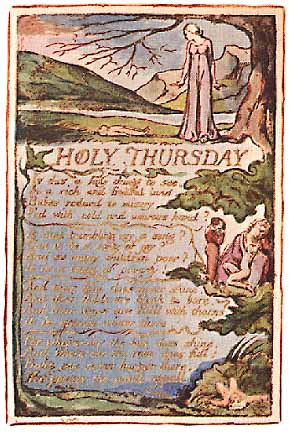 HOLY THURSDAY
Is this a holy thing to see,
In a rich and fruitful land,
Babes reducd to misery,
Fed with cold and usurous hand?
Is that trembling cry a song?
Can it be a song of joy?
And so many children poor?
It is a land of poverty!
And their sun does never shine.
And their fields are bleak & bare.
And their ways are fill'd with thorns
It is eternal winter there.
For where-e'er the sun does shine,
And where-e'er the rain does fall:
Babe can never hunger there,
Nor poverty the mind appall.